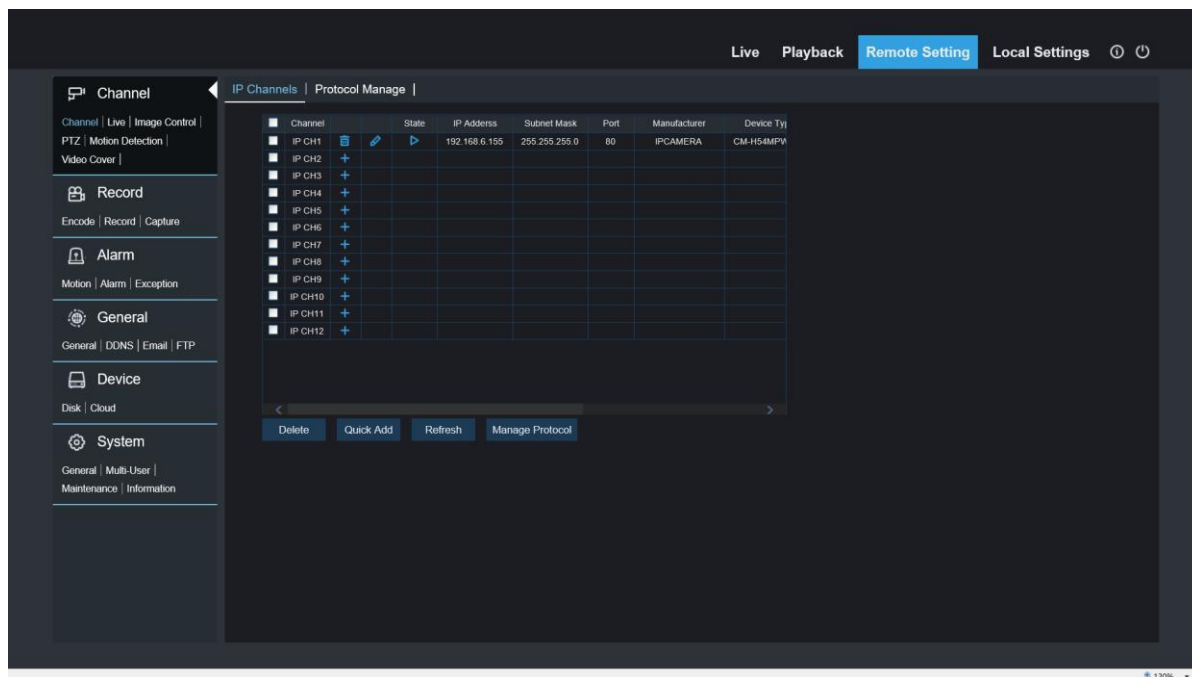 Live Playback Remote Setting Local Settings
Channel
Channel | Live | Image Control |
PTZ | Motion Detection |
Video Cover |
Record
Encode | Record | Capture
Alarm
Motion | Alarm | Exception
General
General | DDNS | Email | FTP
Device
Disk | Cloud
System
General | Multi-User |
Maintenance | Information
IP Channels | Protocol Manage |
Channel State IP Adderss Subnet Mask Port Manufacturer Device Typ
IP CH1 192.168.6.155 255.255.255.0 80 IPCAMERA CM-H54MPW
IP CH2
IP CH3
IP CH4
IP CH5
IP CH6
IP CH7
IP CH8
IP CH9
IP CH10
IP CH11
IP CH12
Delete Quick Add Refresh Manage Protocol